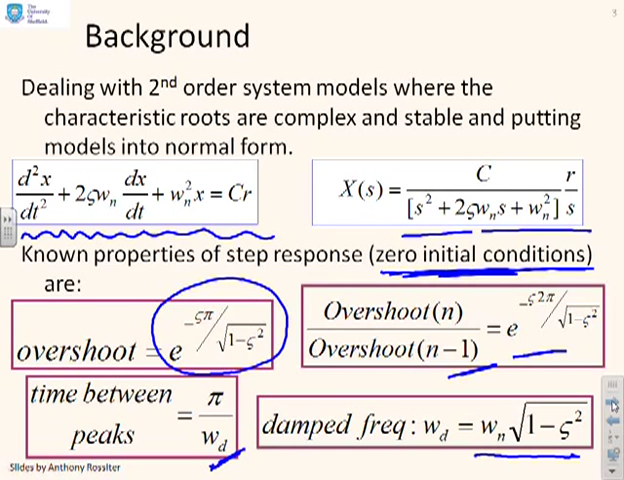 The
University
Of
Sheffield.
3
Background
Dealing with 2nd order system models where the
characteristic roots are complex and stable and putting
models into normal form.
d²x/dt² + 2ςwₙ dx/dt + wₙ²x = Cr
X(s) = C/[s² + 2ςwₙs + wₙ²] r/s
Known properties of step response (zero initial conditions)
are:
overshoot = e^(−ςπ/√(1−ς²))
Overshoot(n)/Overshoot(n−1) = e^(−ς2π/√(1−ς²))
time between
peaks
= π/w_d
damped freq: w_d = wₙ√(1−ς²)
Slides by Anthony Rossiter